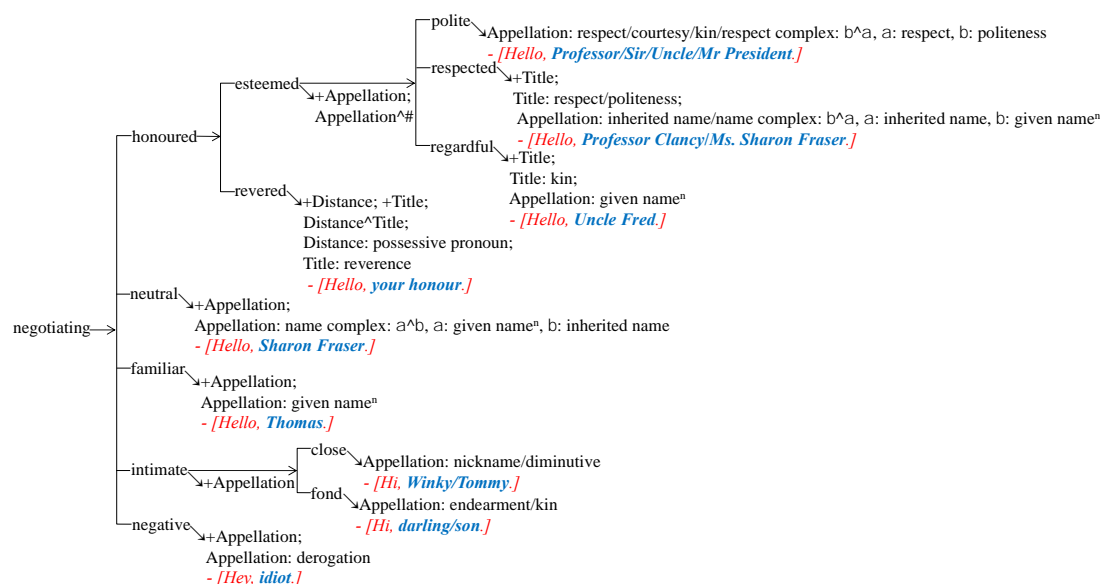 polite
Appellation: respect/courtesy/kin/respect complex: b^a, a: respect, b: politeness
- [Hello, Professor/Sir/Uncle/Mr President.]
esteemed
respected
+Title;
+Appellation;
Title: respect/politeness;
Appellation^#
Appellation: inherited name/name complex: b^a, a: inherited name, b: given nameⁿ
honoured
- [Hello, Professor Clancy/Ms. Sharon Fraser.]
regardful
+Title;
Title: kin;
revered
+Distance; +Title;
Appellation: given nameⁿ
Distance^Title;
- [Hello, Uncle Fred.]
Distance: possessive pronoun;
Title: reverence
- [Hello, your honour.]
neutral
+Appellation;
negotiating
Appellation: name complex: a^b, a: given nameⁿ, b: inherited name
- [Hello, Sharon Fraser.]
familiar
+Appellation;
Appellation: given nameⁿ
- [Hello, Thomas.]
close
Appellation: nickname/diminutive
intimate
+Appellation
- [Hi, Winky/Tommy.]
fond
Appellation: endearment/kin
- [Hi, darling/son.]
negative
+Appellation;
Appellation: derogation
- [Hey, idiot.]